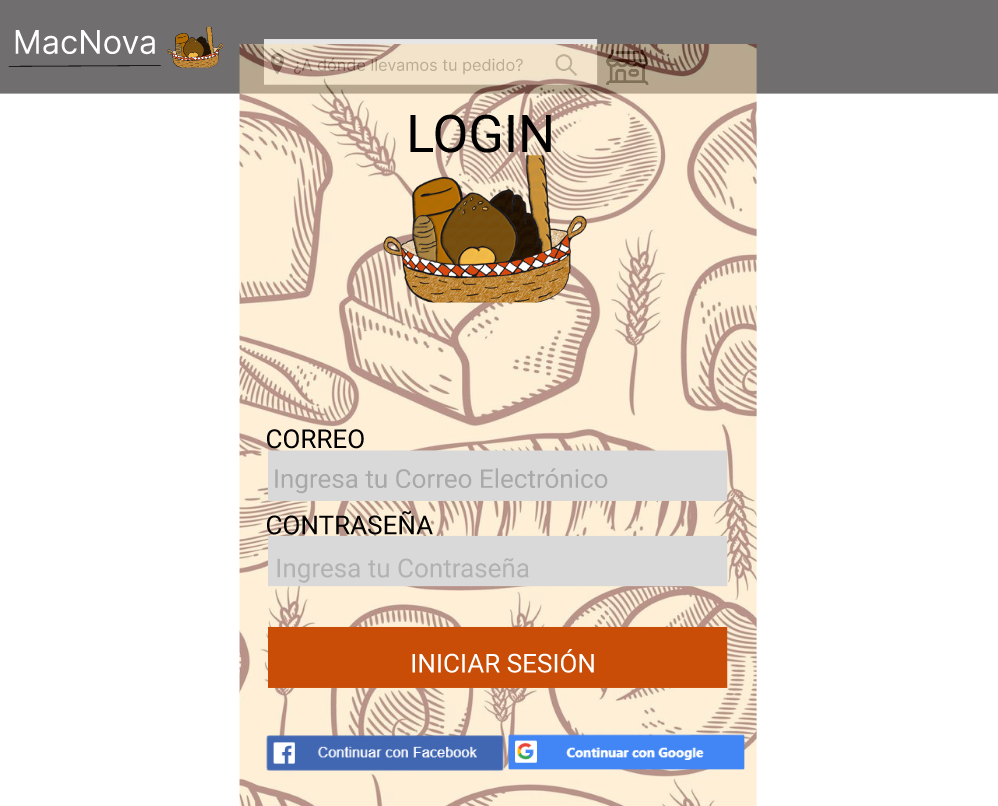 MacNova
¿A dónde llevamos tu pedido?
LOGIN
CORREO
Ingresa tu Correo Electrónico
CONTRASEÑA
Ingresa tu Contraseña
INICIAR SESIÓN
Continuar con Facebook
Continuar con Google